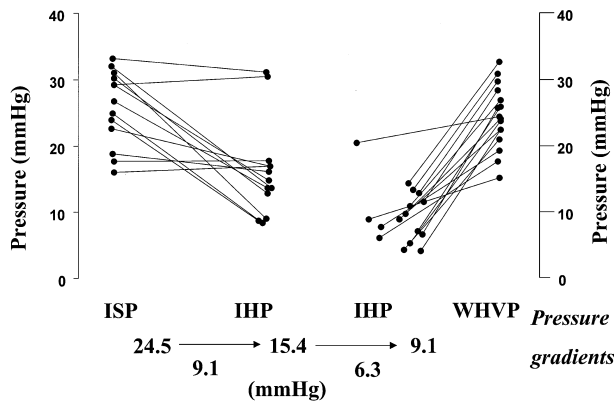 40 40
Pressure (mmHg) 30 30 Pressure (mmHg)
20 20
10 10
0 0
ISP IHP IHP WHVP Pressure
24.5 15.4 9.1 gradients
9.1 6.3
(mmHg)